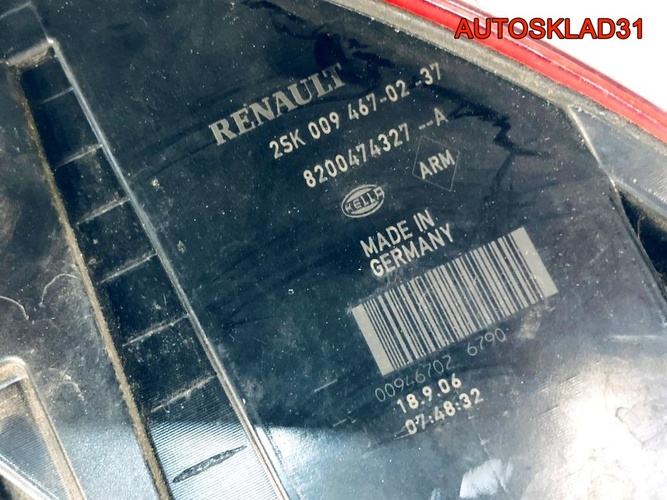 AUTOSKLAD31
RENAULT
2SK 009 467-02 -37
8200474327 --A
ARM
HELLA
MADE IN
GERMANY
00946702 6790
18.9.06
07:48:32